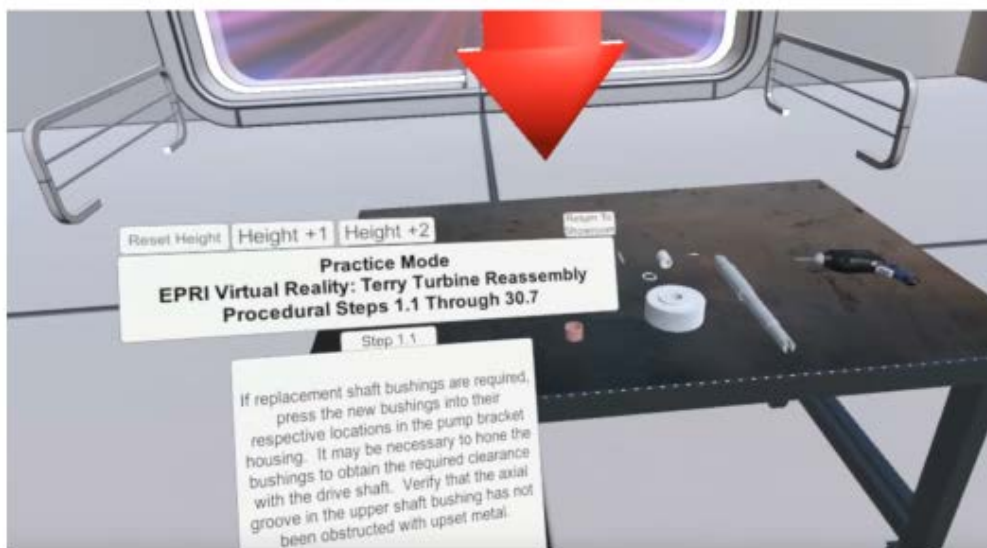 Reset Height
Height +1
Height +2
Return To
Showroom
Practice Mode
EPRI Virtual Reality: Terry Turbine Reassembly
Procedural Steps 1.1 Through 30.7
Step 1.1
If replacement shaft bushings are required,
press the new bushings into their
respective locations in the pump bracket
housing. It may be necessary to hone the
bushings to obtain the required clearance
with the drive shaft. Verify that the axial
groove in the upper shaft bushing has not
been obstructed with upset metal.